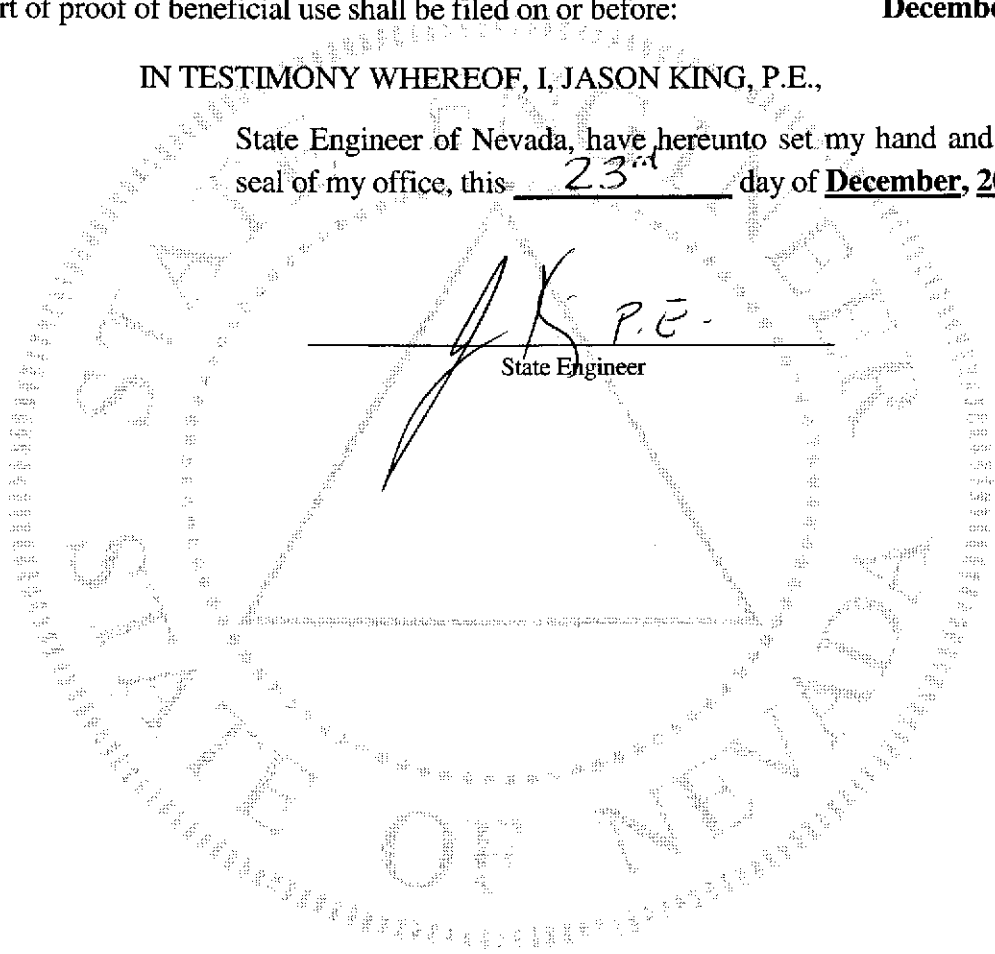 rt of proof of beneficial use shall be filed on or before: Decembe
IN TESTIMONY WHEREOF, I, JASON KING, P.E.,
State Engineer of Nevada, have hereunto set my hand and
seal of my office, this 23rd day of December, 20
P.E.
State Engineer
STATE ENGINEER
STATE OF NEVADA